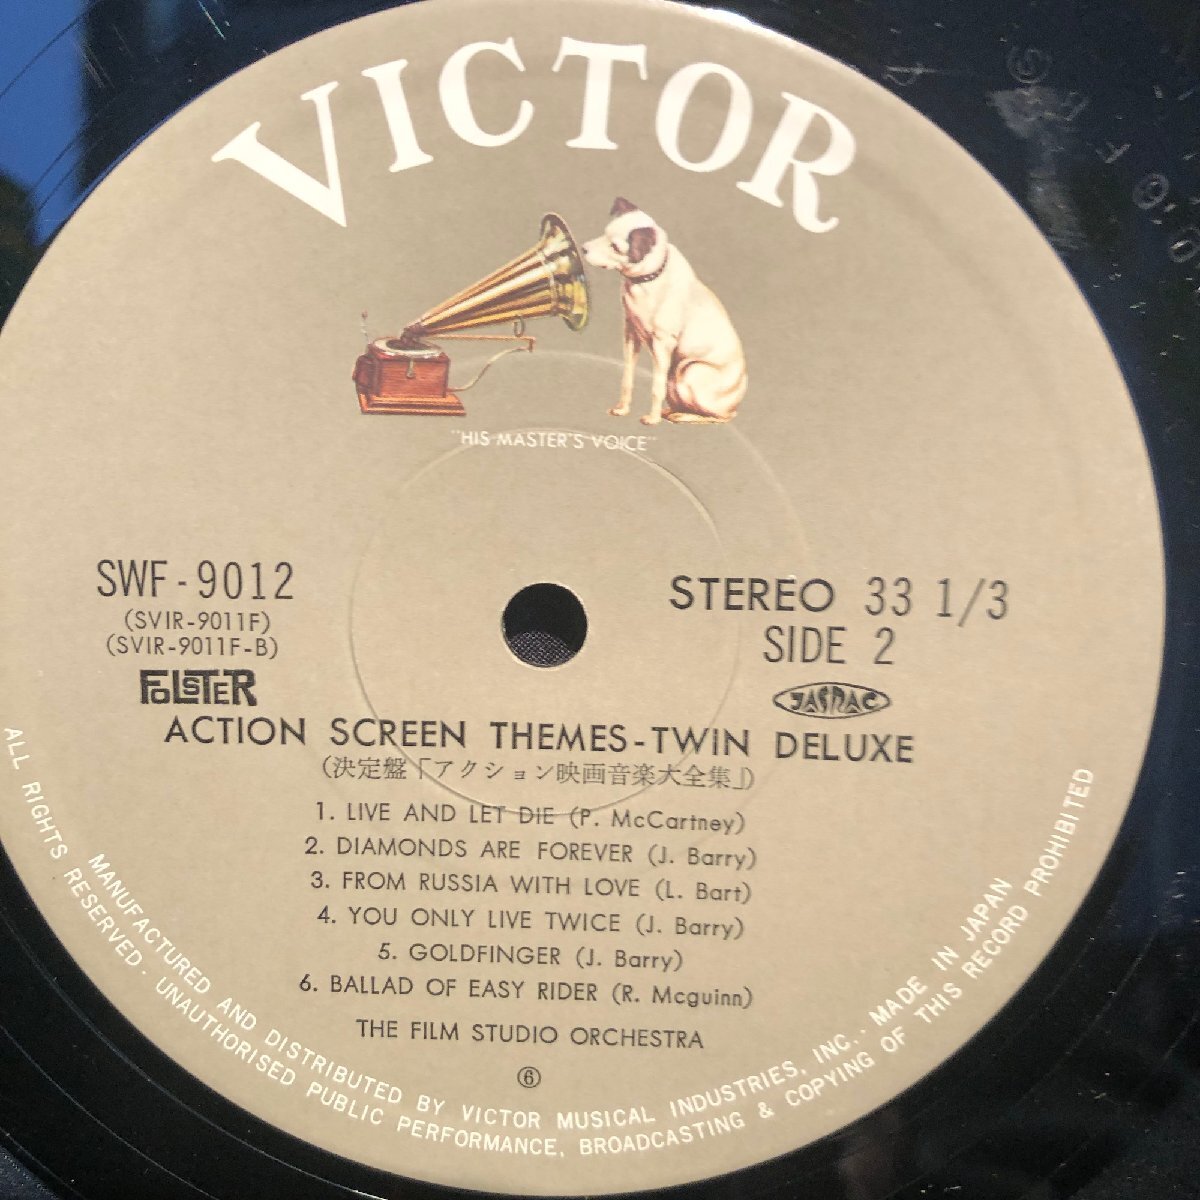 VICTOR
"HIS MASTER'S VOICE"
SWF-9012
(SVIR-9011F)
(SVIR-9011F-B)
FOLSTER
STEREO 33 1/3
SIDE 2
JASRAC
ACTION SCREEN THEMES-TWIN DELUXE
(決定盤「アクション映画音楽大全集」)
1. LIVE AND LET DIE (P. McCartney)
2. DIAMONDS ARE FOREVER (J. Barry)
3. FROM RUSSIA WITH LOVE (L. Bart)
4. YOU ONLY LIVE TWICE (J. Barry)
5. GOLDFINGER (J. Barry)
6. BALLAD OF EASY RIDER (R. Mcguinn)
THE FILM STUDIO ORCHESTRA
⑥
MANUFACTURED AND DISTRIBUTED BY VICTOR MUSICAL INDUSTRIES, INC.. MADE IN JAPAN
ALL RIGHTS RESERVED. UNAUTHORISED PUBLIC PERFORMANCE, BROADCASTING & COPYING OF THIS RECORD PROHIBITED